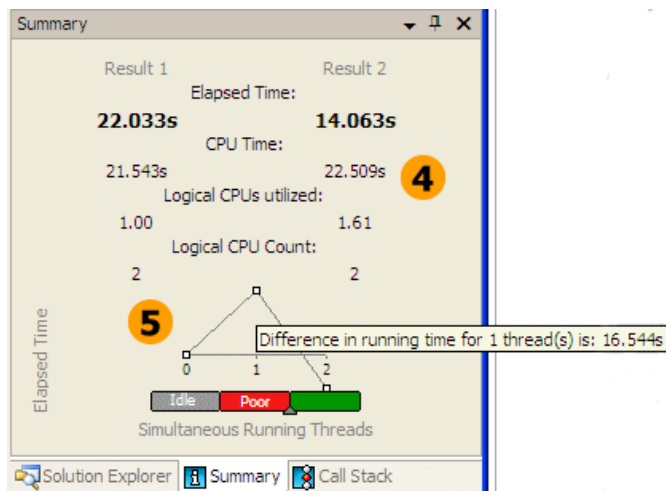 Summary
Result 1 Result 2
Elapsed Time:
22.033s 14.063s
CPU Time:
21.543s 22.509s
4
Logical CPUs utilized:
1.00 1.61
Logical CPU Count:
2 2
5
Elapsed Time
Difference in running time for 1 thread(s) is: 16.544s
0 1 2
Idle Poor
Simultaneous Running Threads
Solution Explorer Summary Call Stack